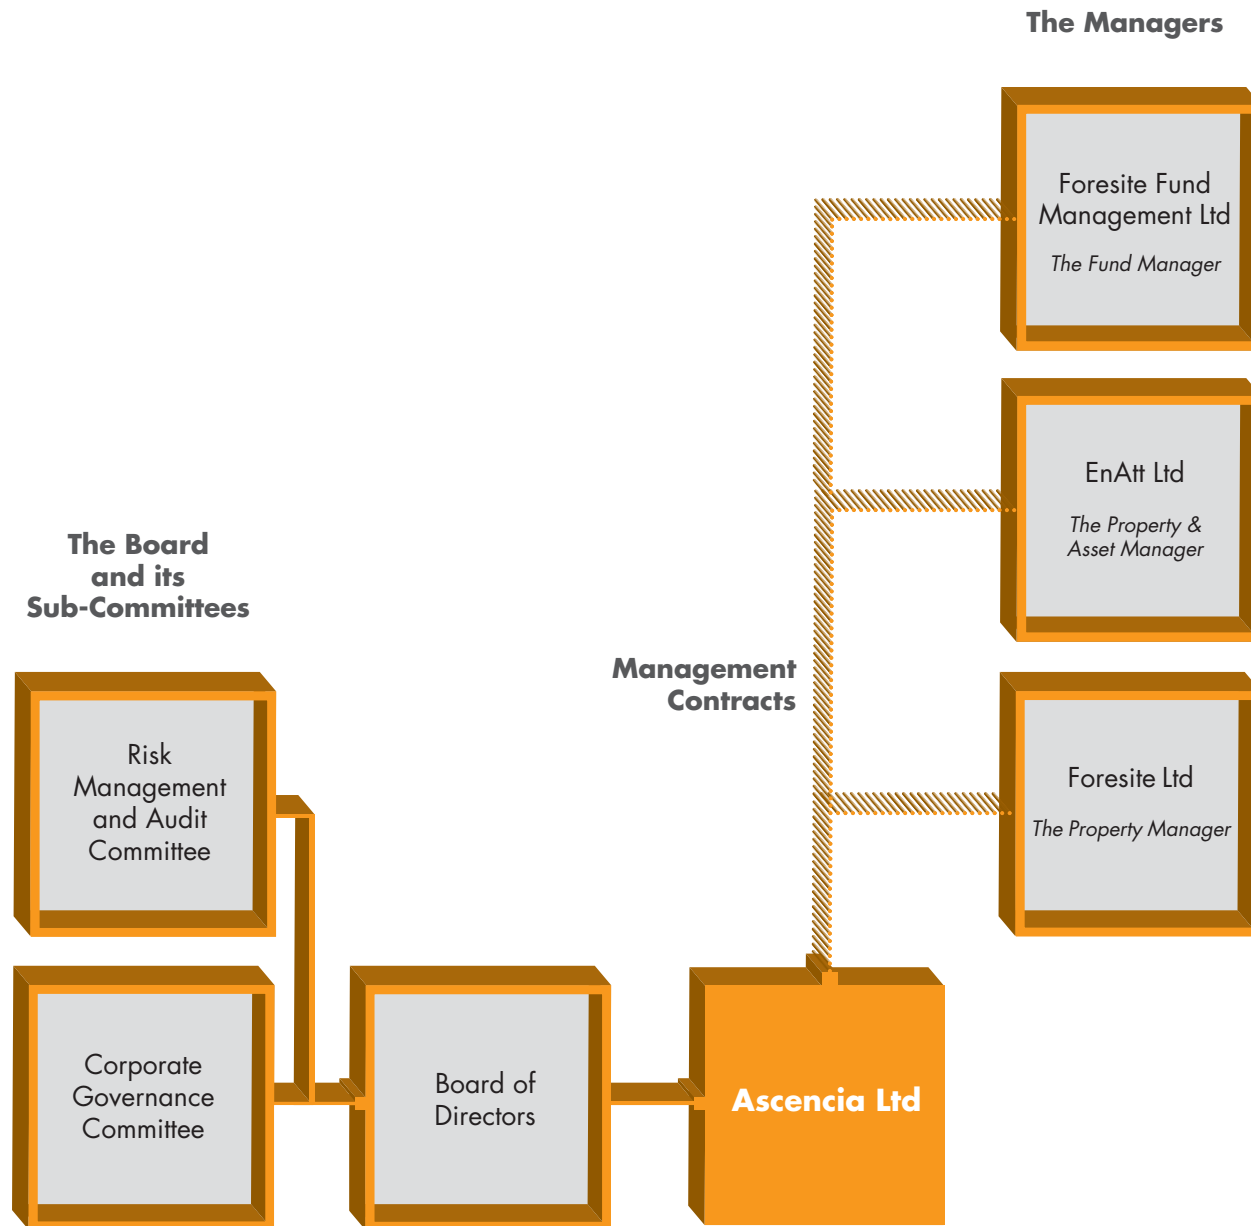 The Managers
Foresite Fund
Management Ltd
The Fund Manager
EnAtt Ltd
The Property &
Asset Manager
The Board
and its
Sub-Committees
Management
Contracts
Risk
Management
and Audit
Committee
Foresite Ltd
The Property Manager
Corporate
Governance
Committee
Board of
Directors
Ascencia Ltd